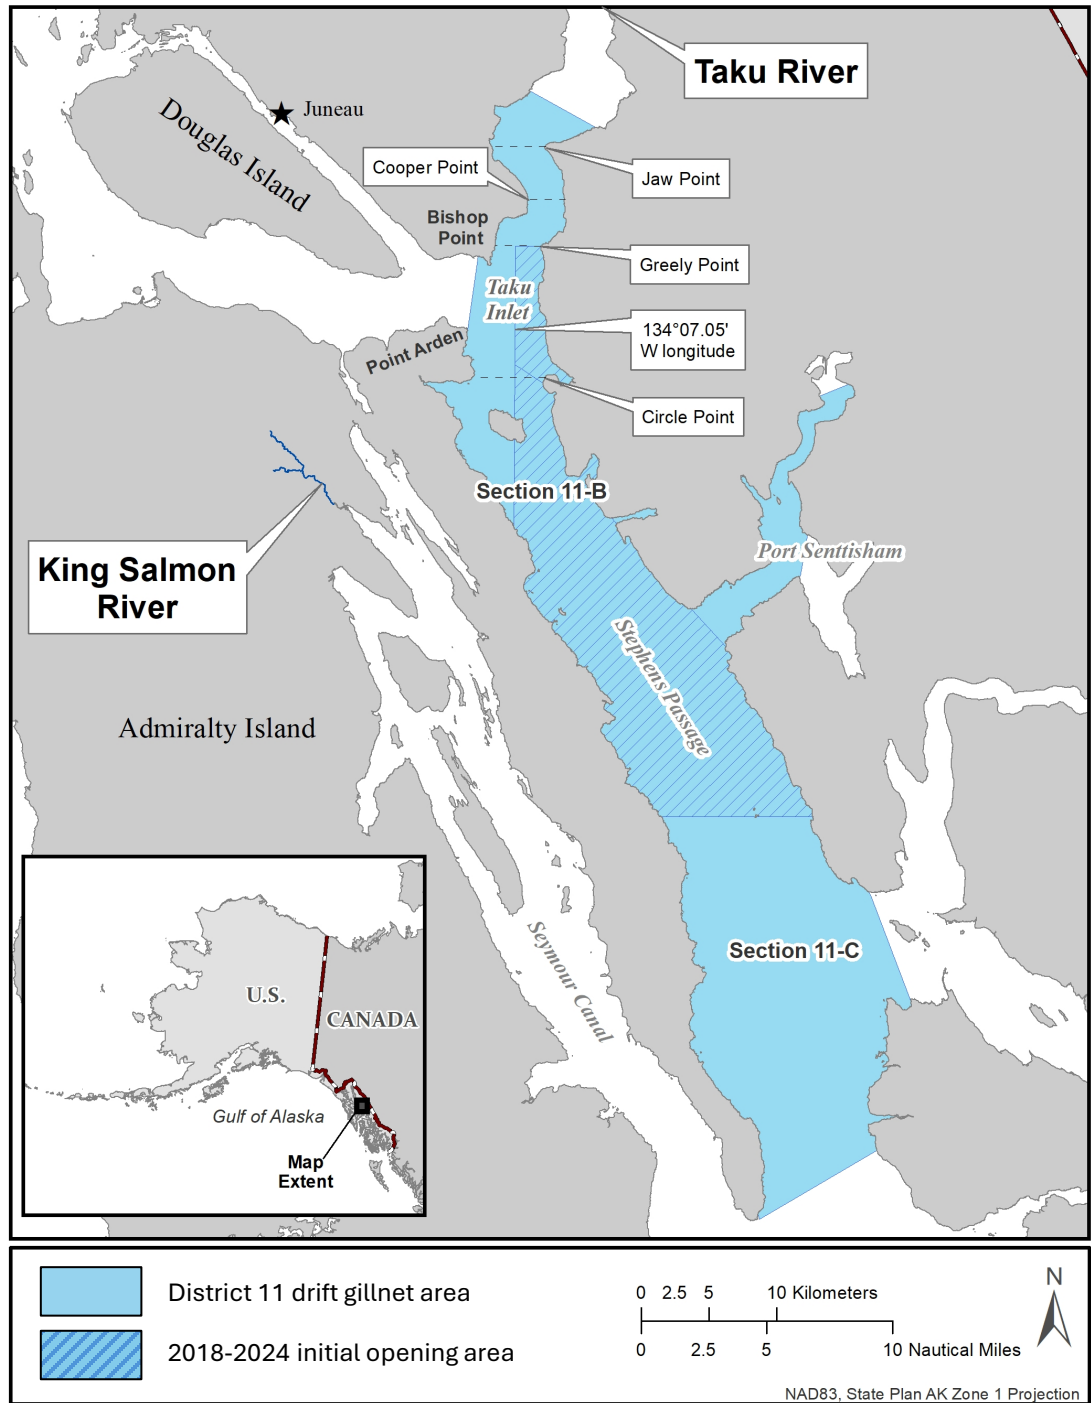 Taku River
Juneau
Douglas Island
Cooper Point
Jaw Point
Bishop
Point
Greely Point
Taku
Inlet
134°07.05'
W longitude
Point Arden
Circle Point
Section 11-B
King Salmon
River
Port Senttisham
Stephens Passage
Admiralty Island
Section 11-C
Seymour Canal
U.S.
CANADA
Gulf of Alaska
Map
Extent
District 11 drift gillnet area
2018-2024 initial opening area
0 2.5 5 10 Kilometers
0 2.5 5 10 Nautical Miles
N
NAD83, State Plan AK Zone 1 Projection